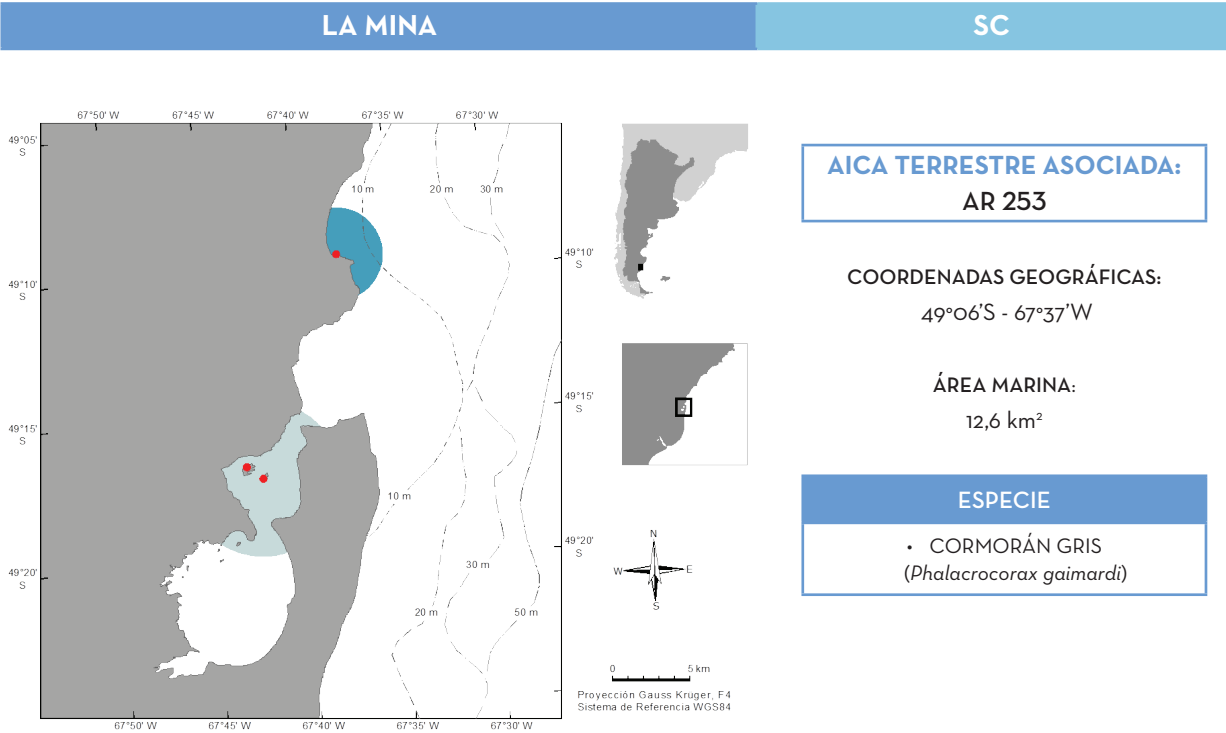 LA MINA
SC
67°50' W 67°45' W 67°40' W 67°35' W 67°30' W
49°05'
S
10 m 20 m 30 m
49°10'
S
49°10'
S
49°15'
S
49°15'
S
10 m
49°20'
S
49°20'
S
30 m
20 m 50 m
67°50' W 67°45' W 67°40' W 67°35' W 67°30' W
N
W E
S
0 5 km
Proyección Gauss Kruger, F4
Sistema de Referencia WGS84
AICA TERRESTRE ASOCIADA:
AR 253
COORDENADAS GEOGRÁFICAS:
49°06'S - 67°37'W
ÁREA MARINA:
12,6 km²
ESPECIE
• CORMORÁN GRIS
(Phalacrocorax gaimardi)